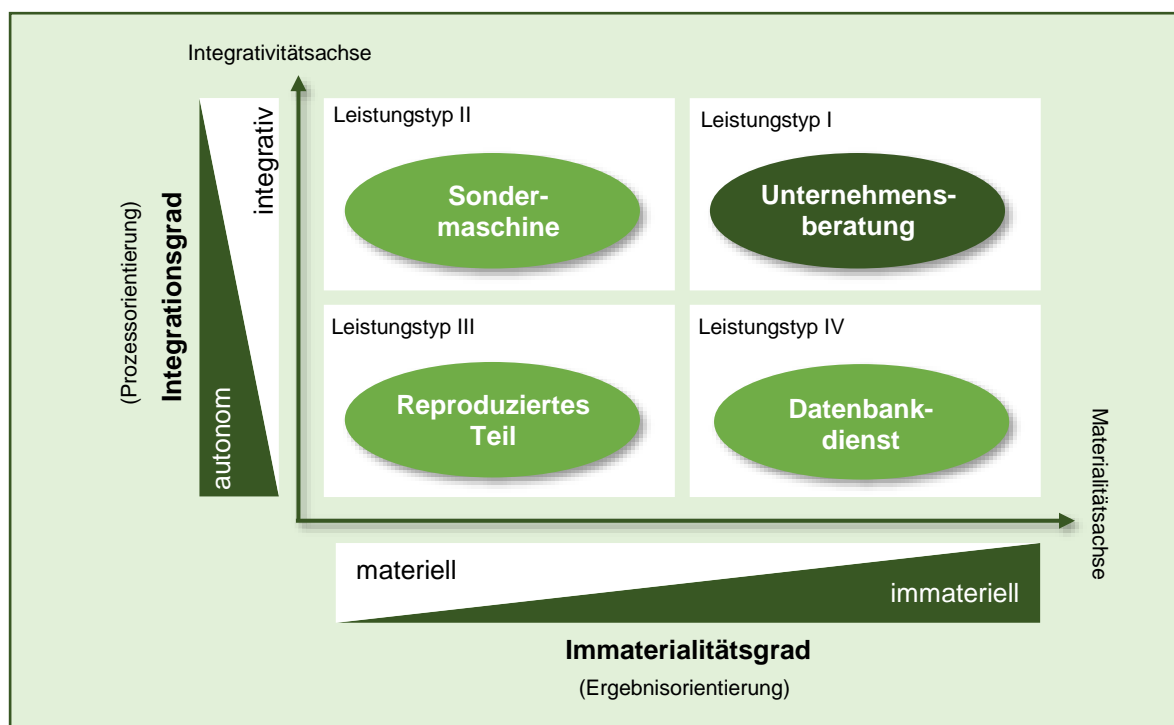 Integrativitätsachse
integrativ
autonom
Integrationsgrad
(Prozessorientierung)
Leistungstyp II
Sonder-
maschine
Leistungstyp I
Unternehmens-
beratung
Leistungstyp III
Reproduziertes
Teil
Leistungstyp IV
Datenbank-
dienst
Materialitätsachse
materiell
immateriell
Immaterialitätsgrad
(Ergebnisorientierung)